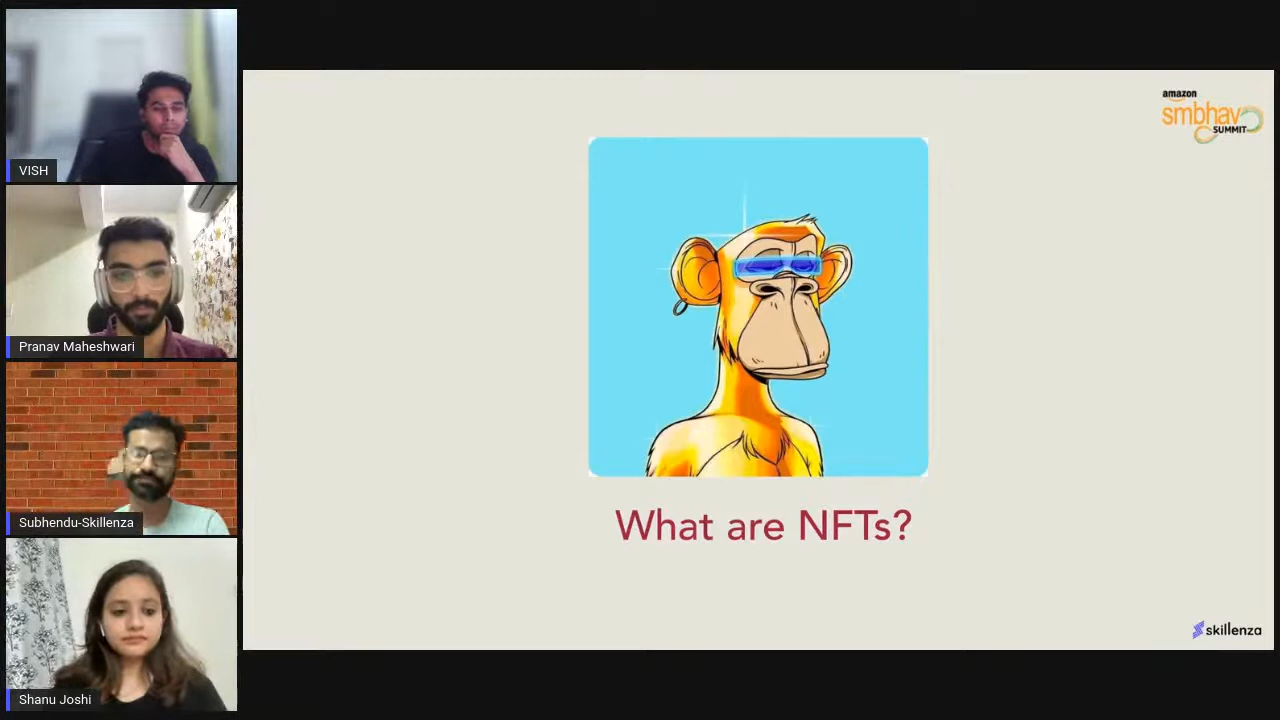 VISH
Pranav Maheshwari
Subhendu-Skillenza
Shanu Joshi
amazon
smbhav
SUMMIT
What are NFTs?
skillenza